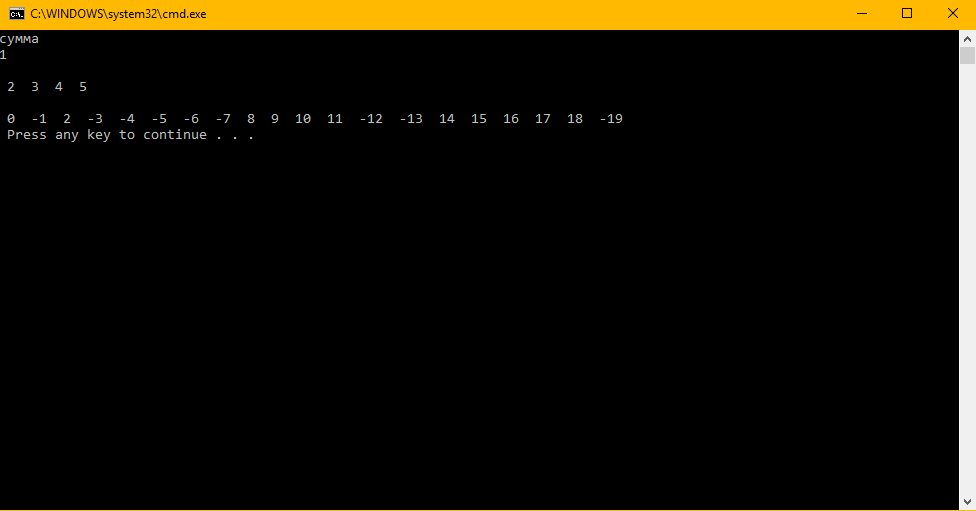 C:\WINDOWS\system32\cmd.exe
сумма
1
2 3 4 5
0 -1 2 -3 -4 -5 -6 -7 8 9 10 11 -12 -13 14 15 16 17 18 -19
Press any key to continue . . .